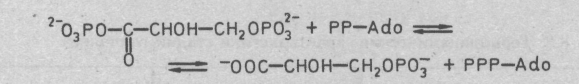 ²⁻O₃PO—C—CHOH—CH₂OPO₃²⁻ + PP—Ado ⇌
O
⇌ ⁻OOC—CHOH—CH₂OPO₃⁻ + PPP—Ado